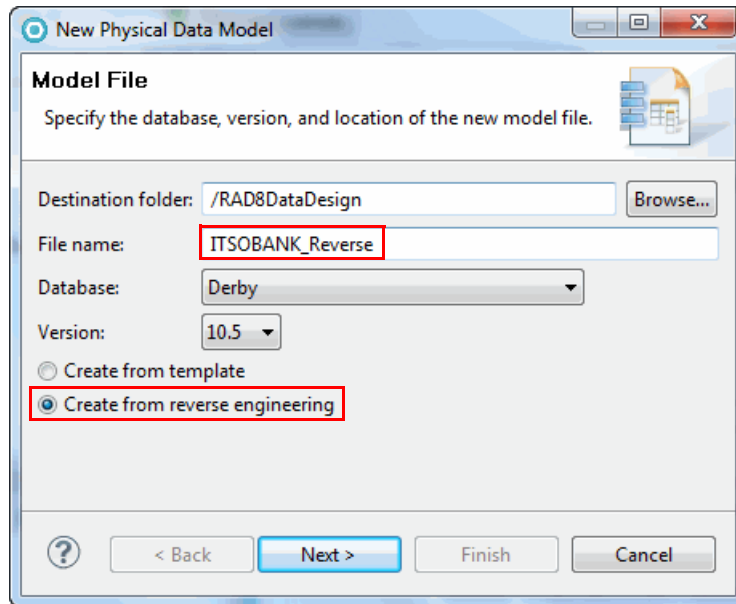 New Physical Data Model
Model File
Specify the database, version, and location of the new model file.
Destination folder: /RAD8DataDesign Browse...
File name: ITSOBANK_Reverse
Database: Derby
Version: 10.5
Create from template
Create from reverse engineering
? < Back Next > Finish Cancel